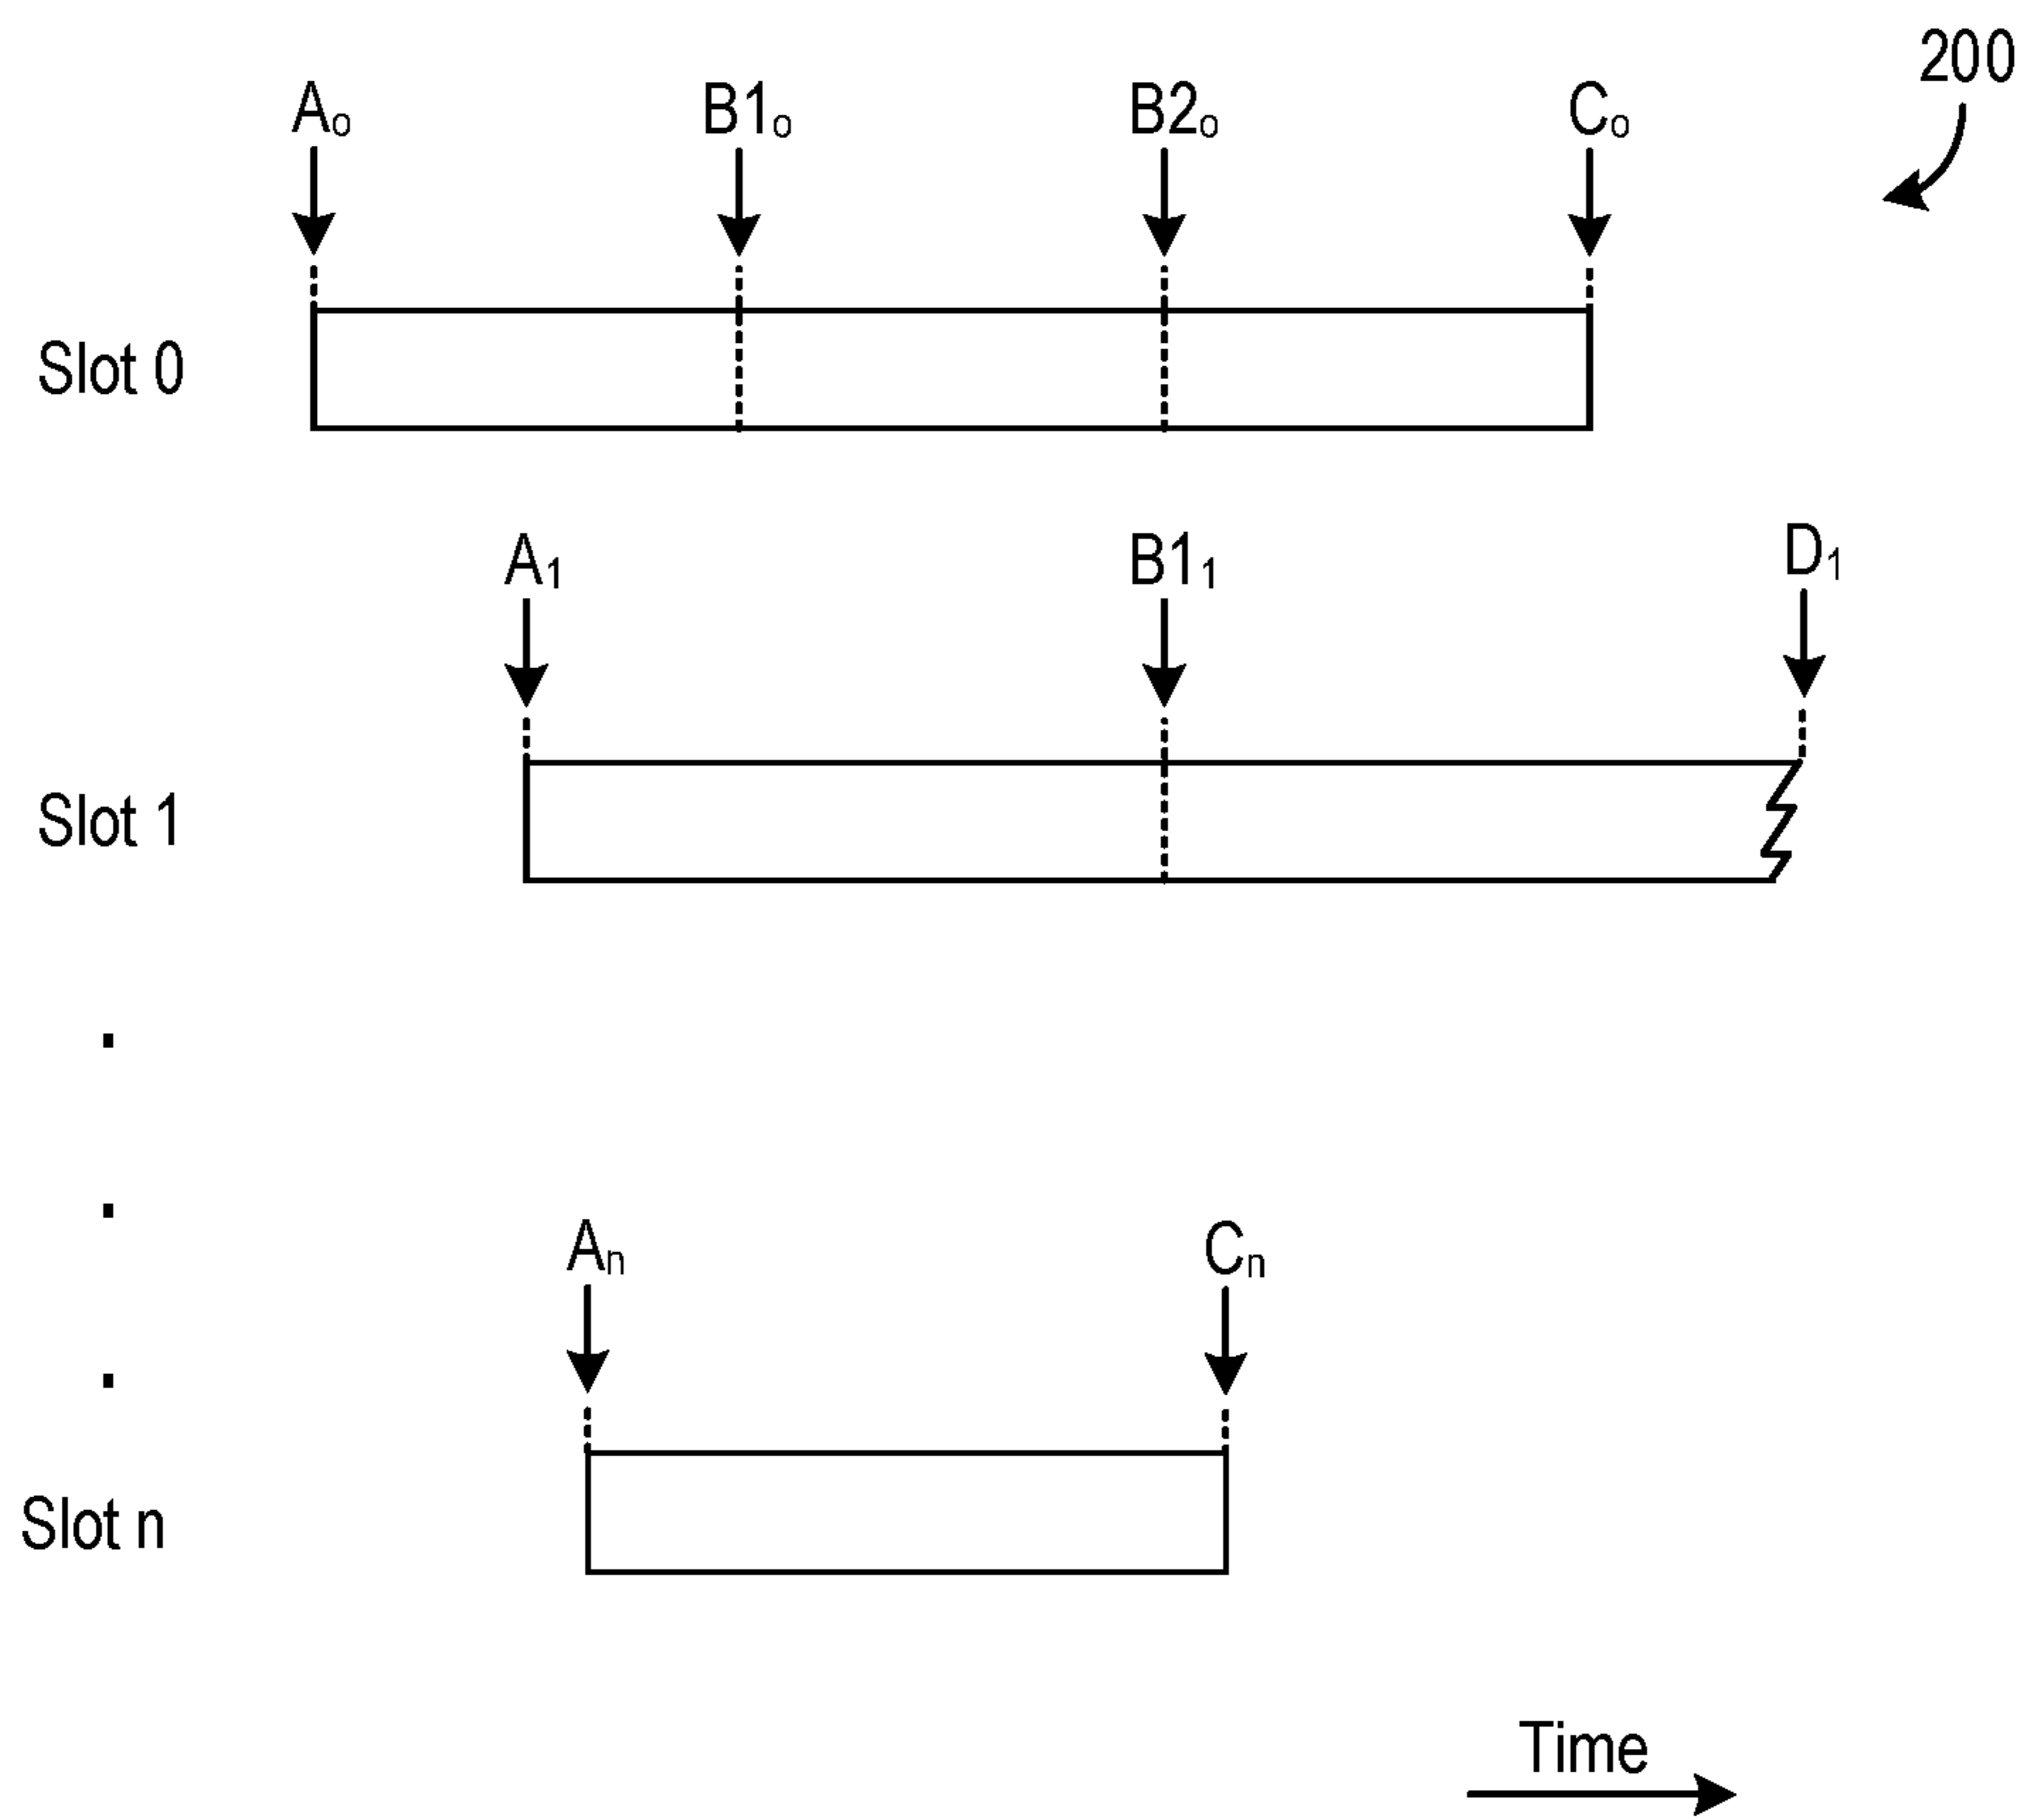 200
A₀ B1₀ B2₀ C₀
Slot 0
A₁ B1₁ D₁
Slot 1
Aₙ Cₙ
Slot n
Time